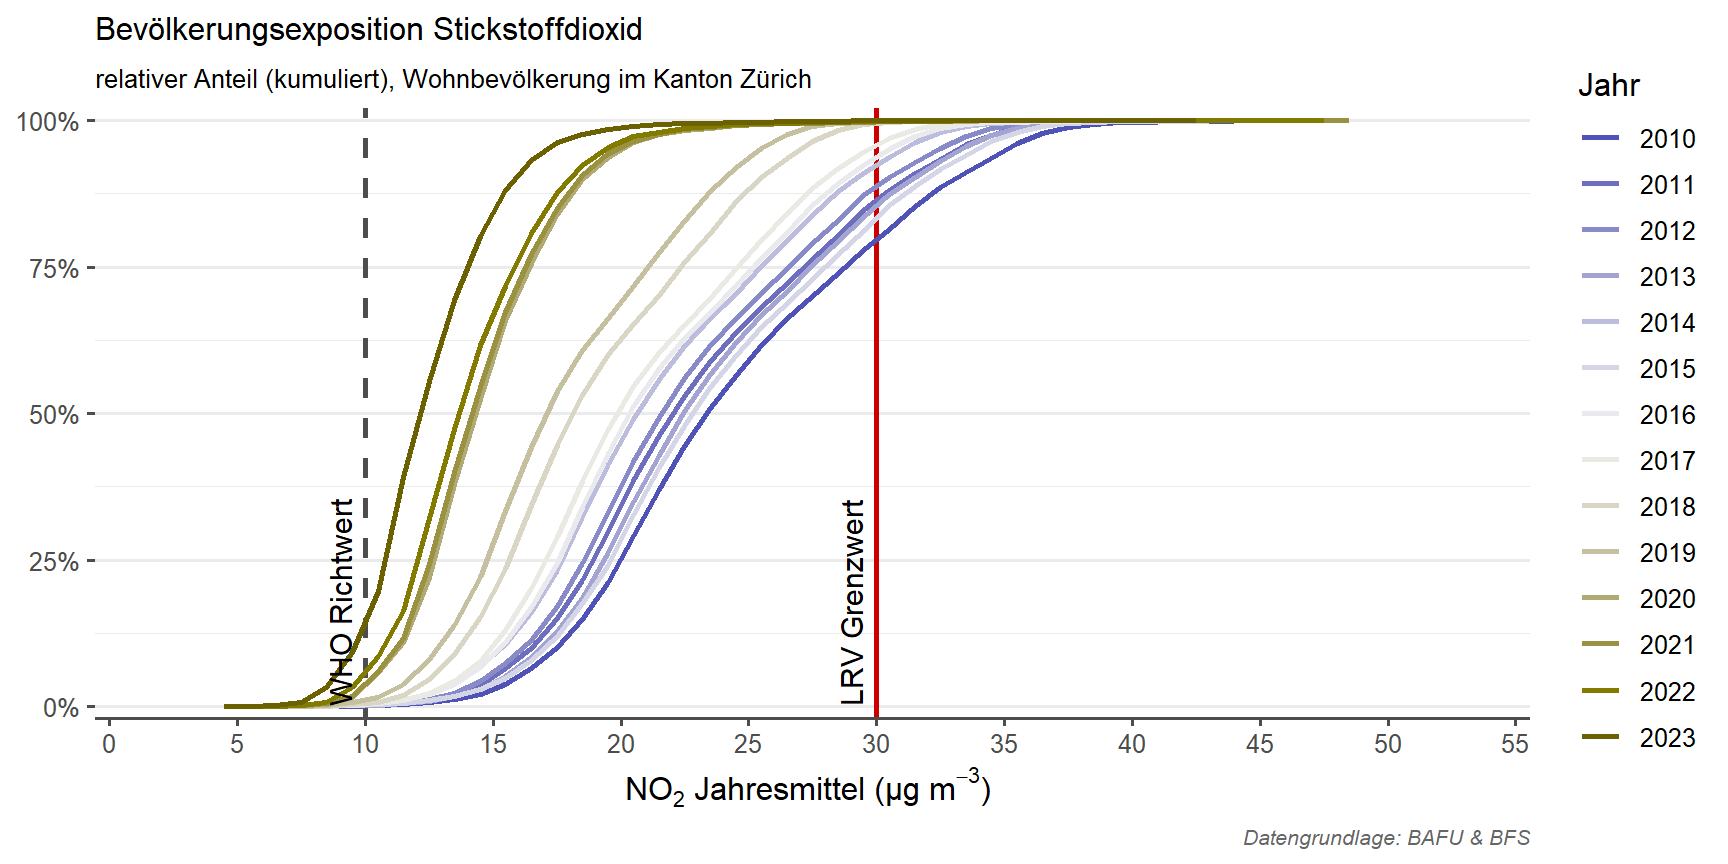 Bevölkerungsexposition Stickstoffdioxid
relativer Anteil (kumuliert), Wohnbevölkerung im Kanton Zürich
100%
75%
50%
25%
0%
WHO Richtwert
LRV Grenzwert
0 5 10 15 20 25 30 35 40 45 50 55
NO₂ Jahresmittel (µg m⁻³)
Jahr
2010
2011
2012
2013
2014
2015
2016
2017
2018
2019
2020
2021
2022
2023
Datengrundlage: BAFU & BFS